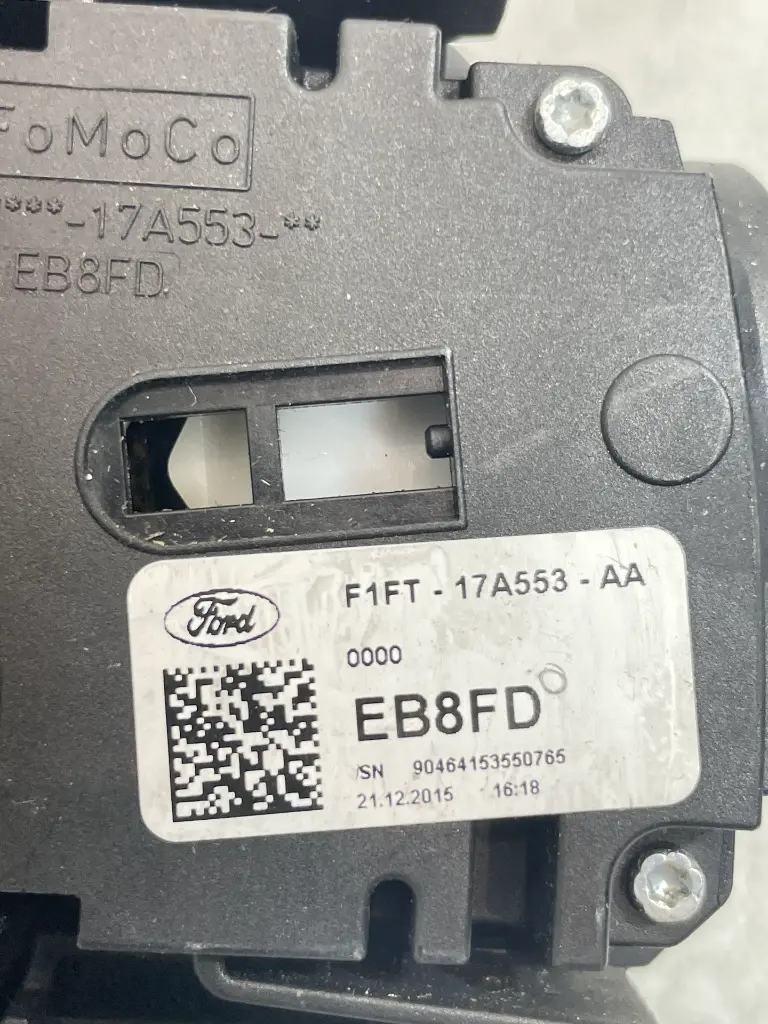 FoMoCo
***-17A553-**
EB8FD
Ford
F1FT - 17A553 - AA
0000
EB8FD
/SN 90464153550765
21.12.2015 16:18